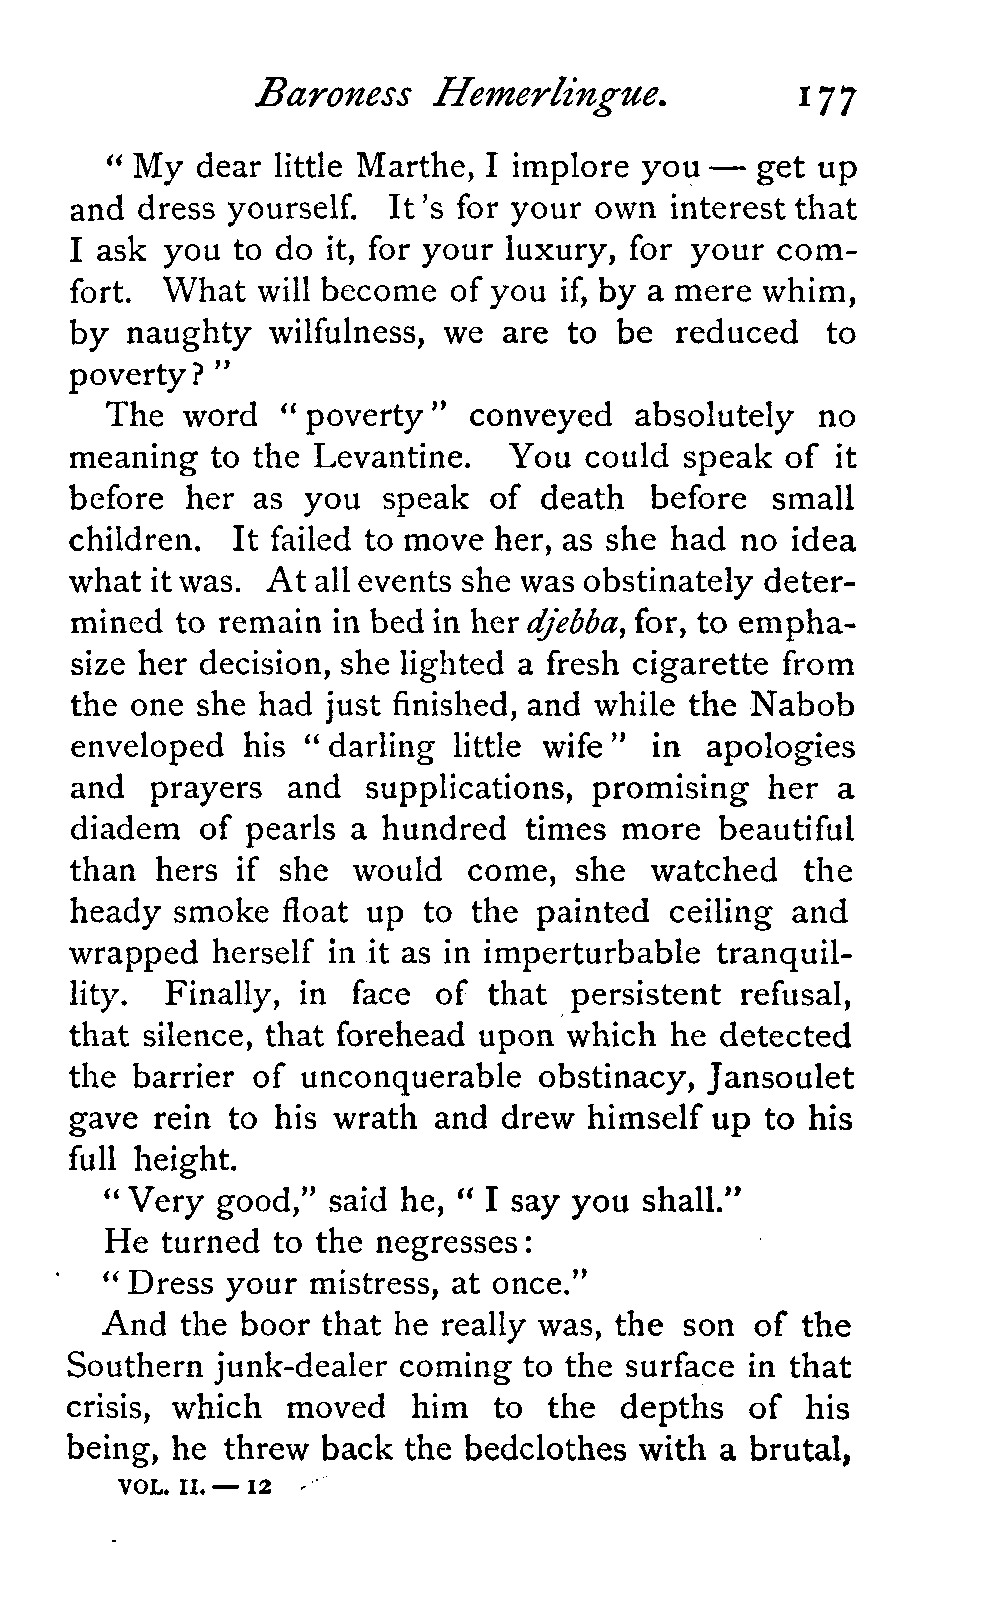 Baroness Hemerlingue. 177
" My dear little Marthe, I implore you — get up
and dress yourself. It 's for your own interest that
I ask you to do it, for your luxury, for your com-
fort. What will become of you if, by a mere whim,
by naughty wilfulness, we are to be reduced to
poverty? "
The word " poverty " conveyed absolutely no
meaning to the Levantine. You could speak of it
before her as you speak of death before small
children. It failed to move her, as she had no idea
what it was. At all events she was obstinately deter-
mined to remain in bed in her djebba, for, to empha-
size her decision, she lighted a fresh cigarette from
the one she had just finished, and while the Nabob
enveloped his " darling little wife " in apologies
and prayers and supplications, promising her a
diadem of pearls a hundred times more beautiful
than hers if she would come, she watched the
heady smoke float up to the painted ceiling and
wrapped herself in it as in imperturbable tranquil-
lity. Finally, in face of that persistent refusal,
that silence, that forehead upon which he detected
the barrier of unconquerable obstinacy, Jansoulet
gave rein to his wrath and drew himself up to his
full height.
" Very good," said he, " I say you shall."
He turned to the negresses :
" Dress your mistress, at once."
And the boor that he really was, the son of the
Southern junk-dealer coming to the surface in that
crisis, which moved him to the depths of his
being, he threw back the bedclothes with a brutal,
VOL. II. — 12